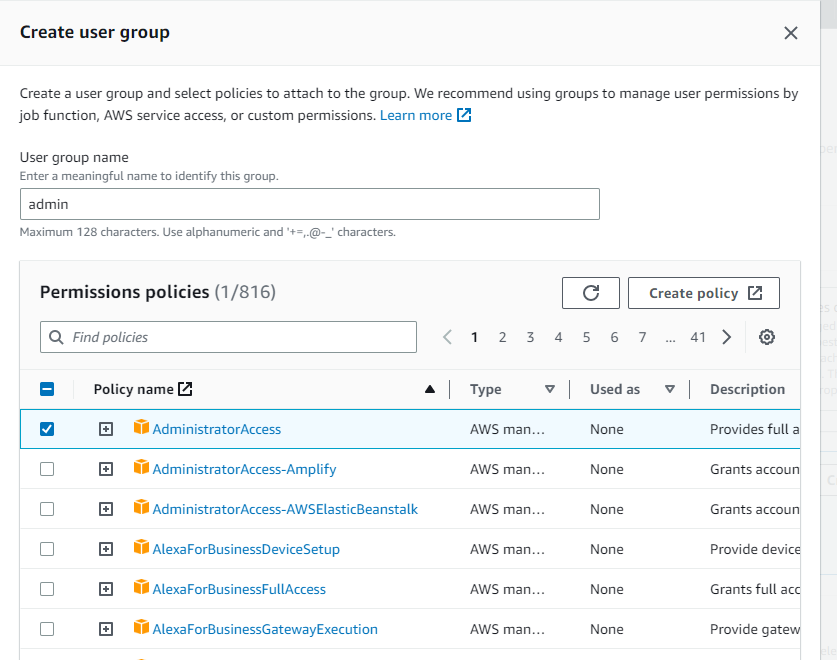 Create user group
Create a user group and select policies to attach to the group. We recommend using groups to manage user permissions by
job function, AWS service access, or custom permissions. Learn more
User group name
Enter a meaningful name to identify this group.
admin
Maximum 128 characters. Use alphanumeric and '+=,.@-_' characters.
Permissions policies (1/816)
Create policy
Find policies
1 2 3 4 5 6 7 ... 41
Policy name Type Used as Description
AdministratorAccess AWS man... None Provides full a
AdministratorAccess-Amplify AWS man... None Grants accoun
AdministratorAccess-AWSElasticBeanstalk AWS man... None Grants accoun
AlexaForBusinessDeviceSetup AWS man... None Provide device
AlexaForBusinessFullAccess AWS man... None Grants full acc
AlexaForBusinessGatewayExecution AWS man... None Provide gatew